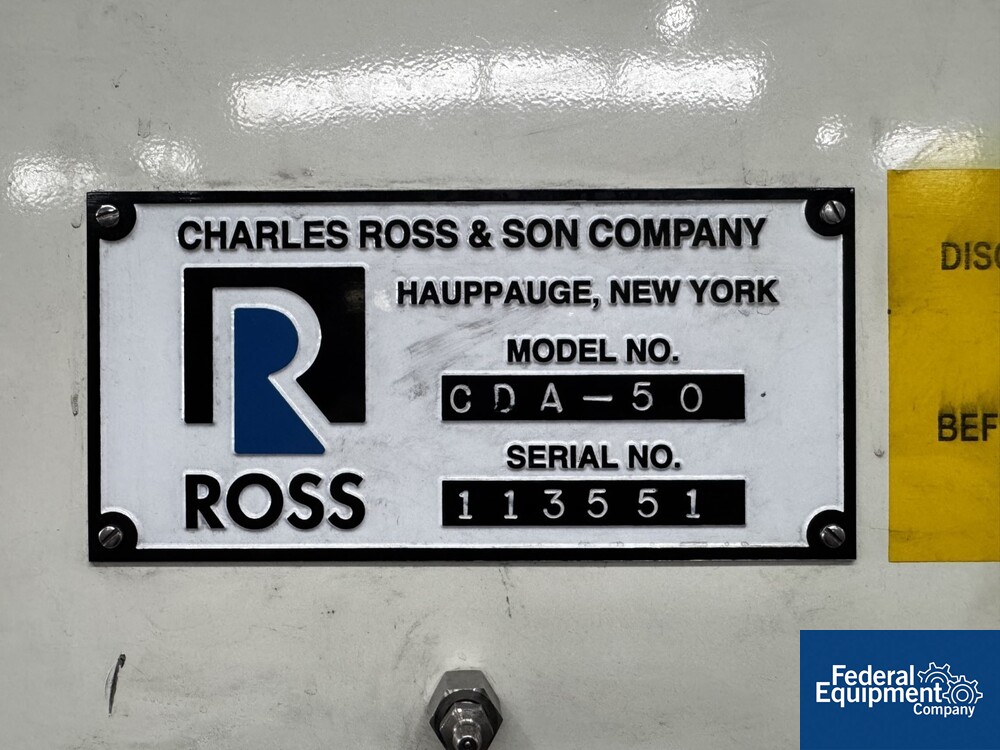 CHARLES ROSS & SON COMPANY
HAUPPAUGE, NEW YORK
MODEL NO.
CDA-50
SERIAL NO.
113551
R
ROSS
BEF
Federal
Equipment
Company